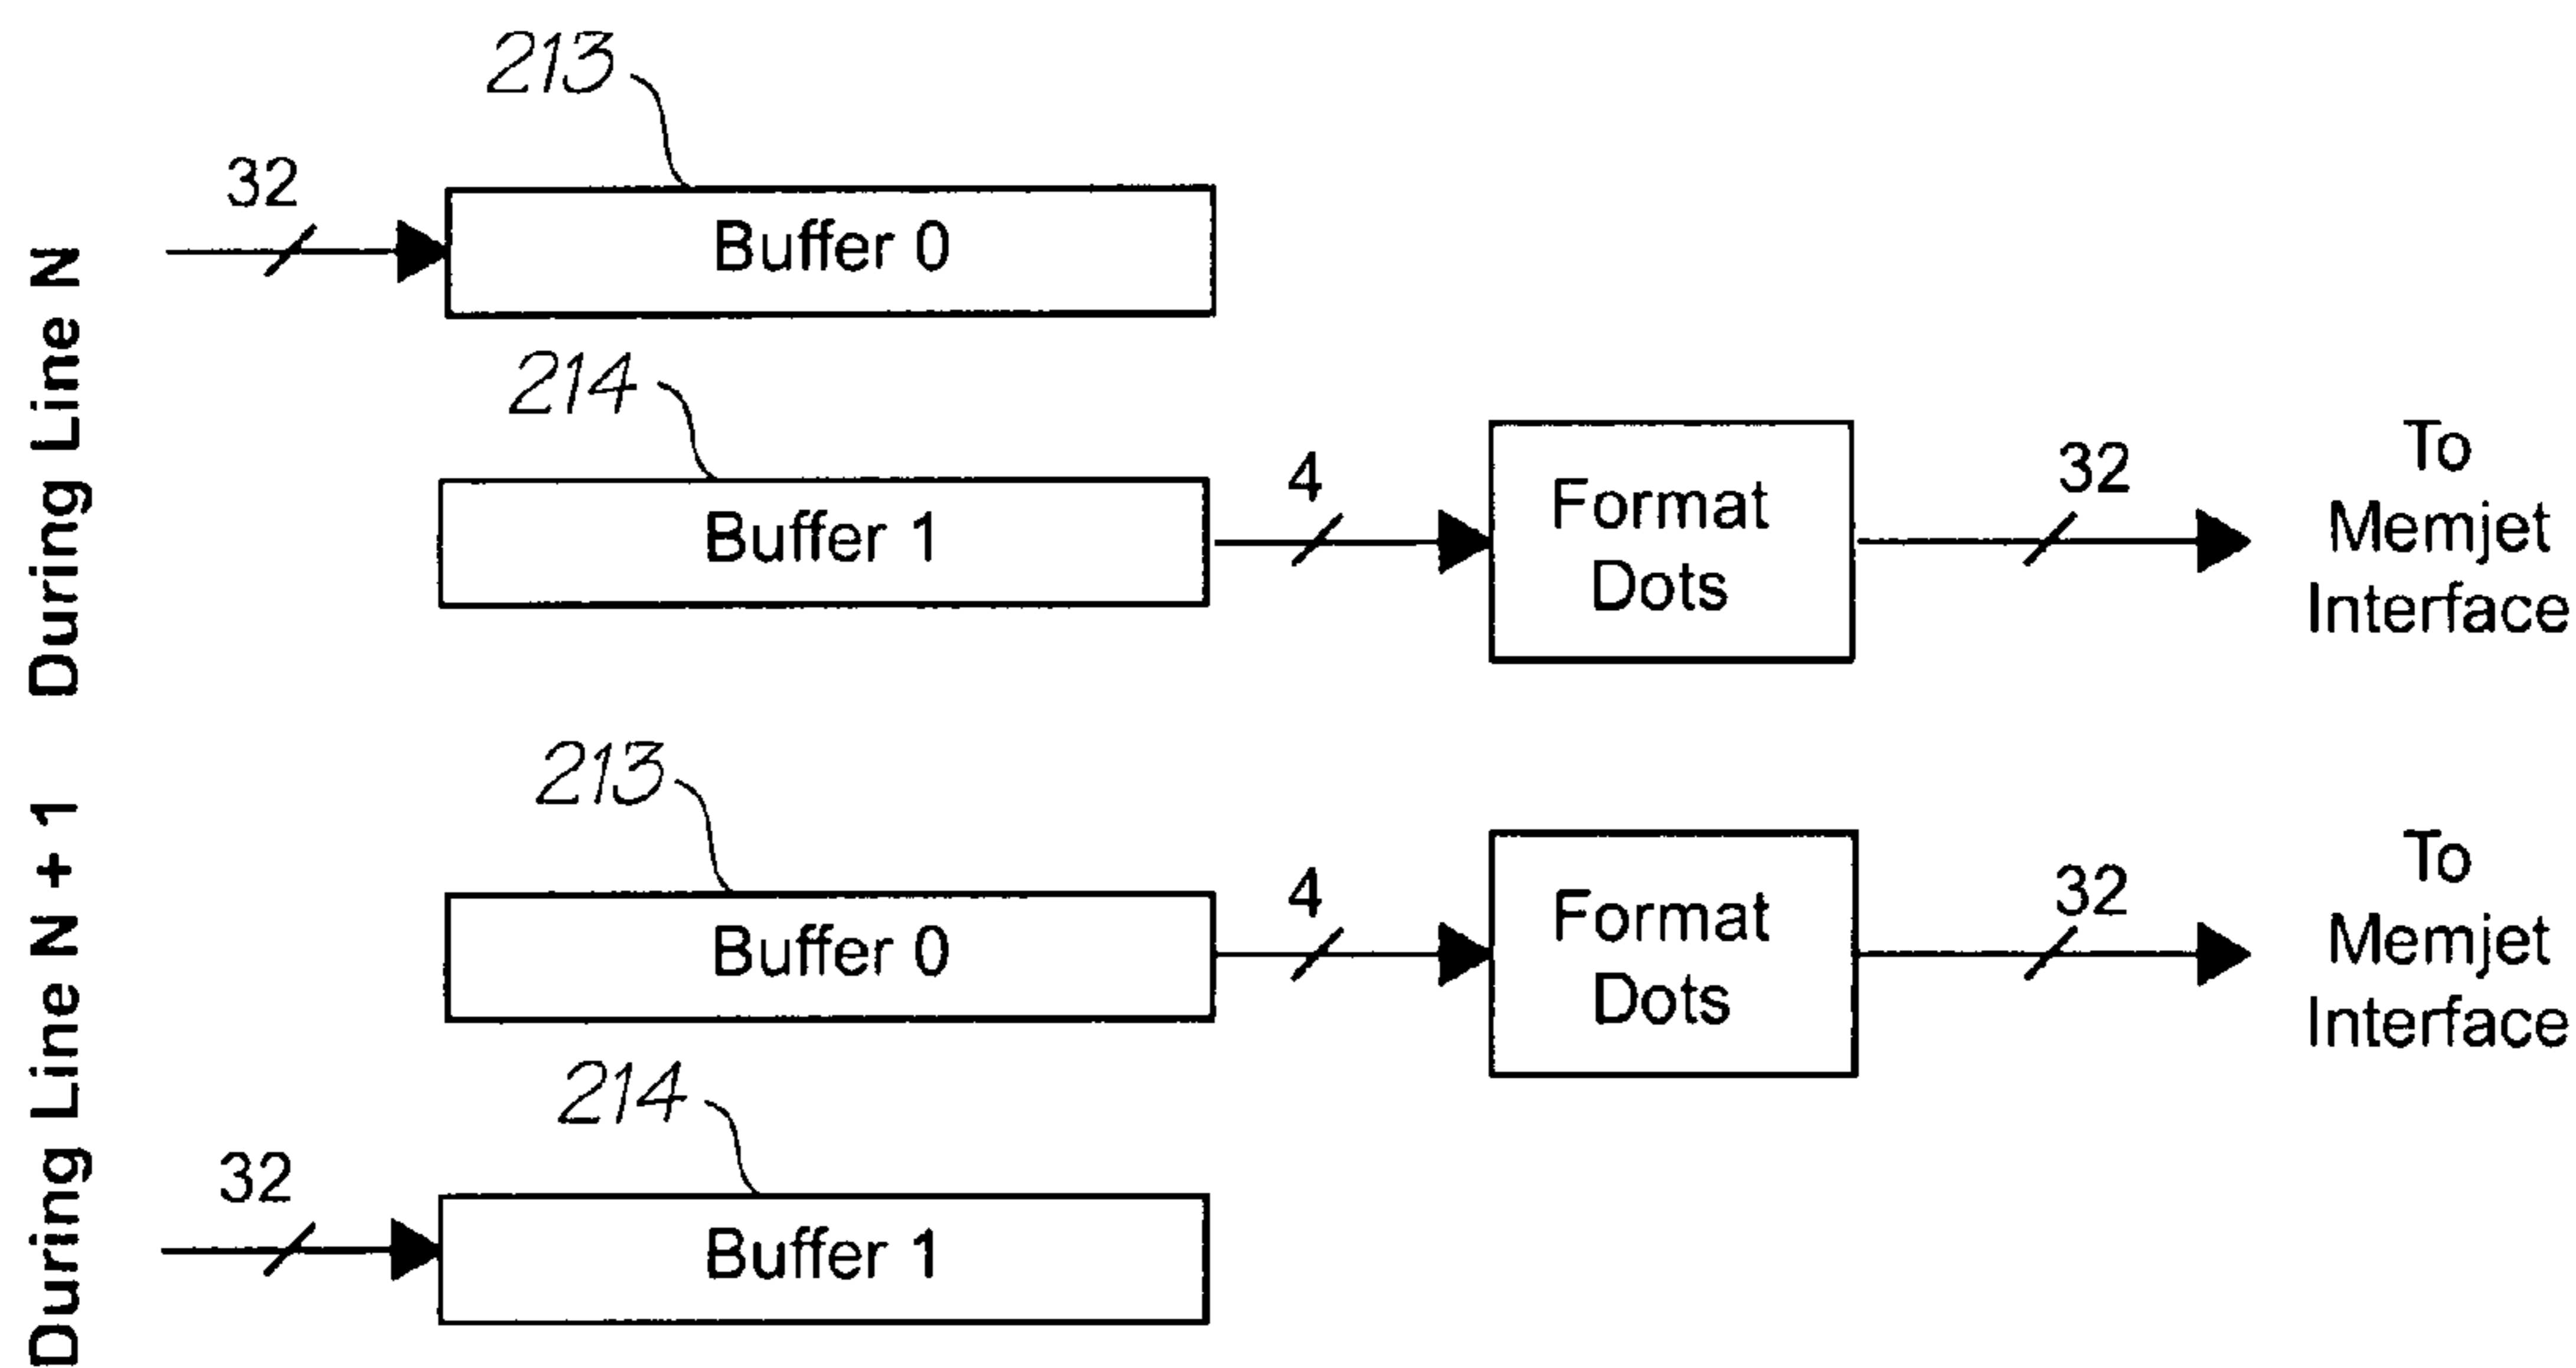 During Line N
213
32
Buffer 0
214
Buffer 1
4
Format
Dots
32
To
Memjet
Interface
During Line N + 1
213
Buffer 0
4
Format
Dots
32
To
Memjet
Interface
214
32
Buffer 1